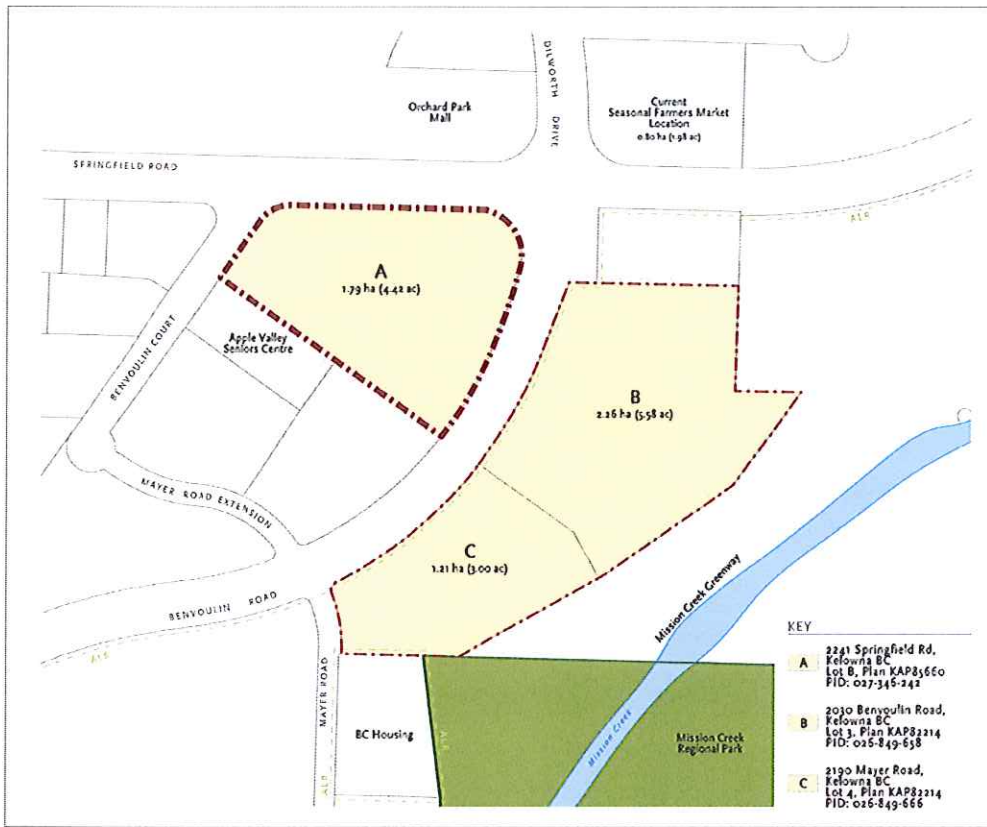 DILWORTH DRIVE
Orchard Park
Mall
Current
Seasonal Farmers Market
Location
0.80 ha (1.98 ac)
SPRINGFIELD ROAD
ALR
A
1.79 ha (4.42 ac)
Apple Valley
Seniors Centre
BENVOULIN COURT
B
2.26 ha (5.58 ac)
MAYER ROAD EXTENSION
C
1.21 ha (3.00 ac)
BENVOULIN ROAD
ALR
Mission Creek Greenway
MAYER ROAD
ALR
BC Housing
ALR
Mission Creek
Mission Creek
Regional Park
KEY
A
2241 Springfield Rd,
Kelowna BC
Lot B, Plan KAP85660
PID: 027-346-242
B
2030 Benvoulin Road,
Kelowna BC
Lot 3, Plan KAP82214
PID: 026-849-658
C
2190 Mayer Road,
Kelowna BC
Lot 4, Plan KAP82214
PID: 026-849-666